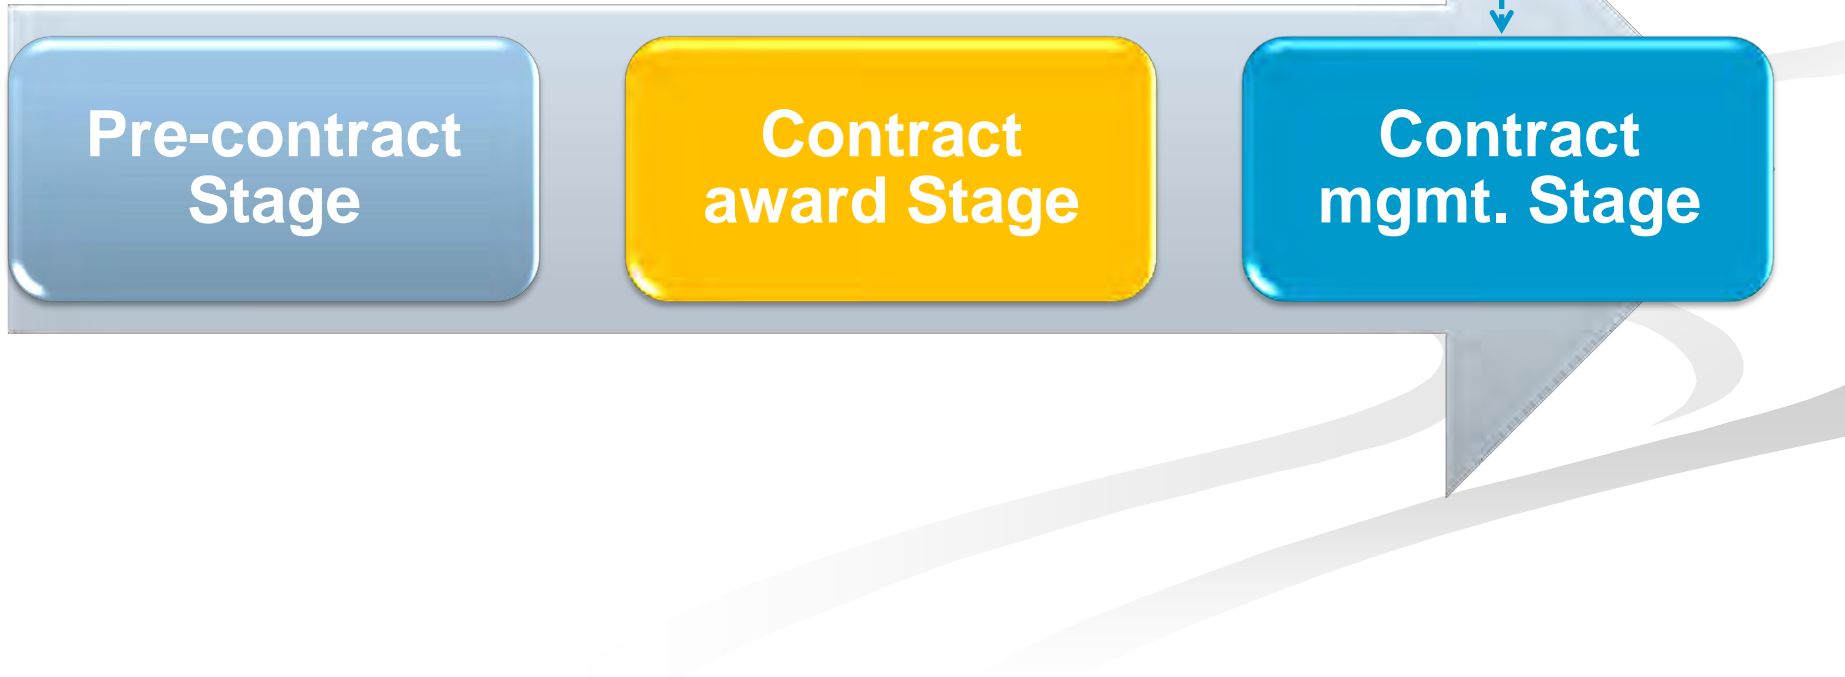 Pre-contract
Stage
Contract
award Stage
Contract
mgmt. Stage